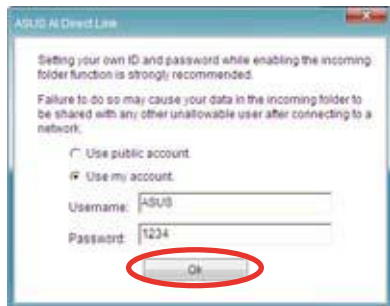 ASUS AI Direct Link
Setting your own ID and password while enabling the incoming
folder function is strongly recommended.
Failure to do so may cause your data in the incoming folder to
be shared with any other unallowable user after connecting to a
network.
Use public account
Use my account
Username: ASUS
Password: 1234
Ok